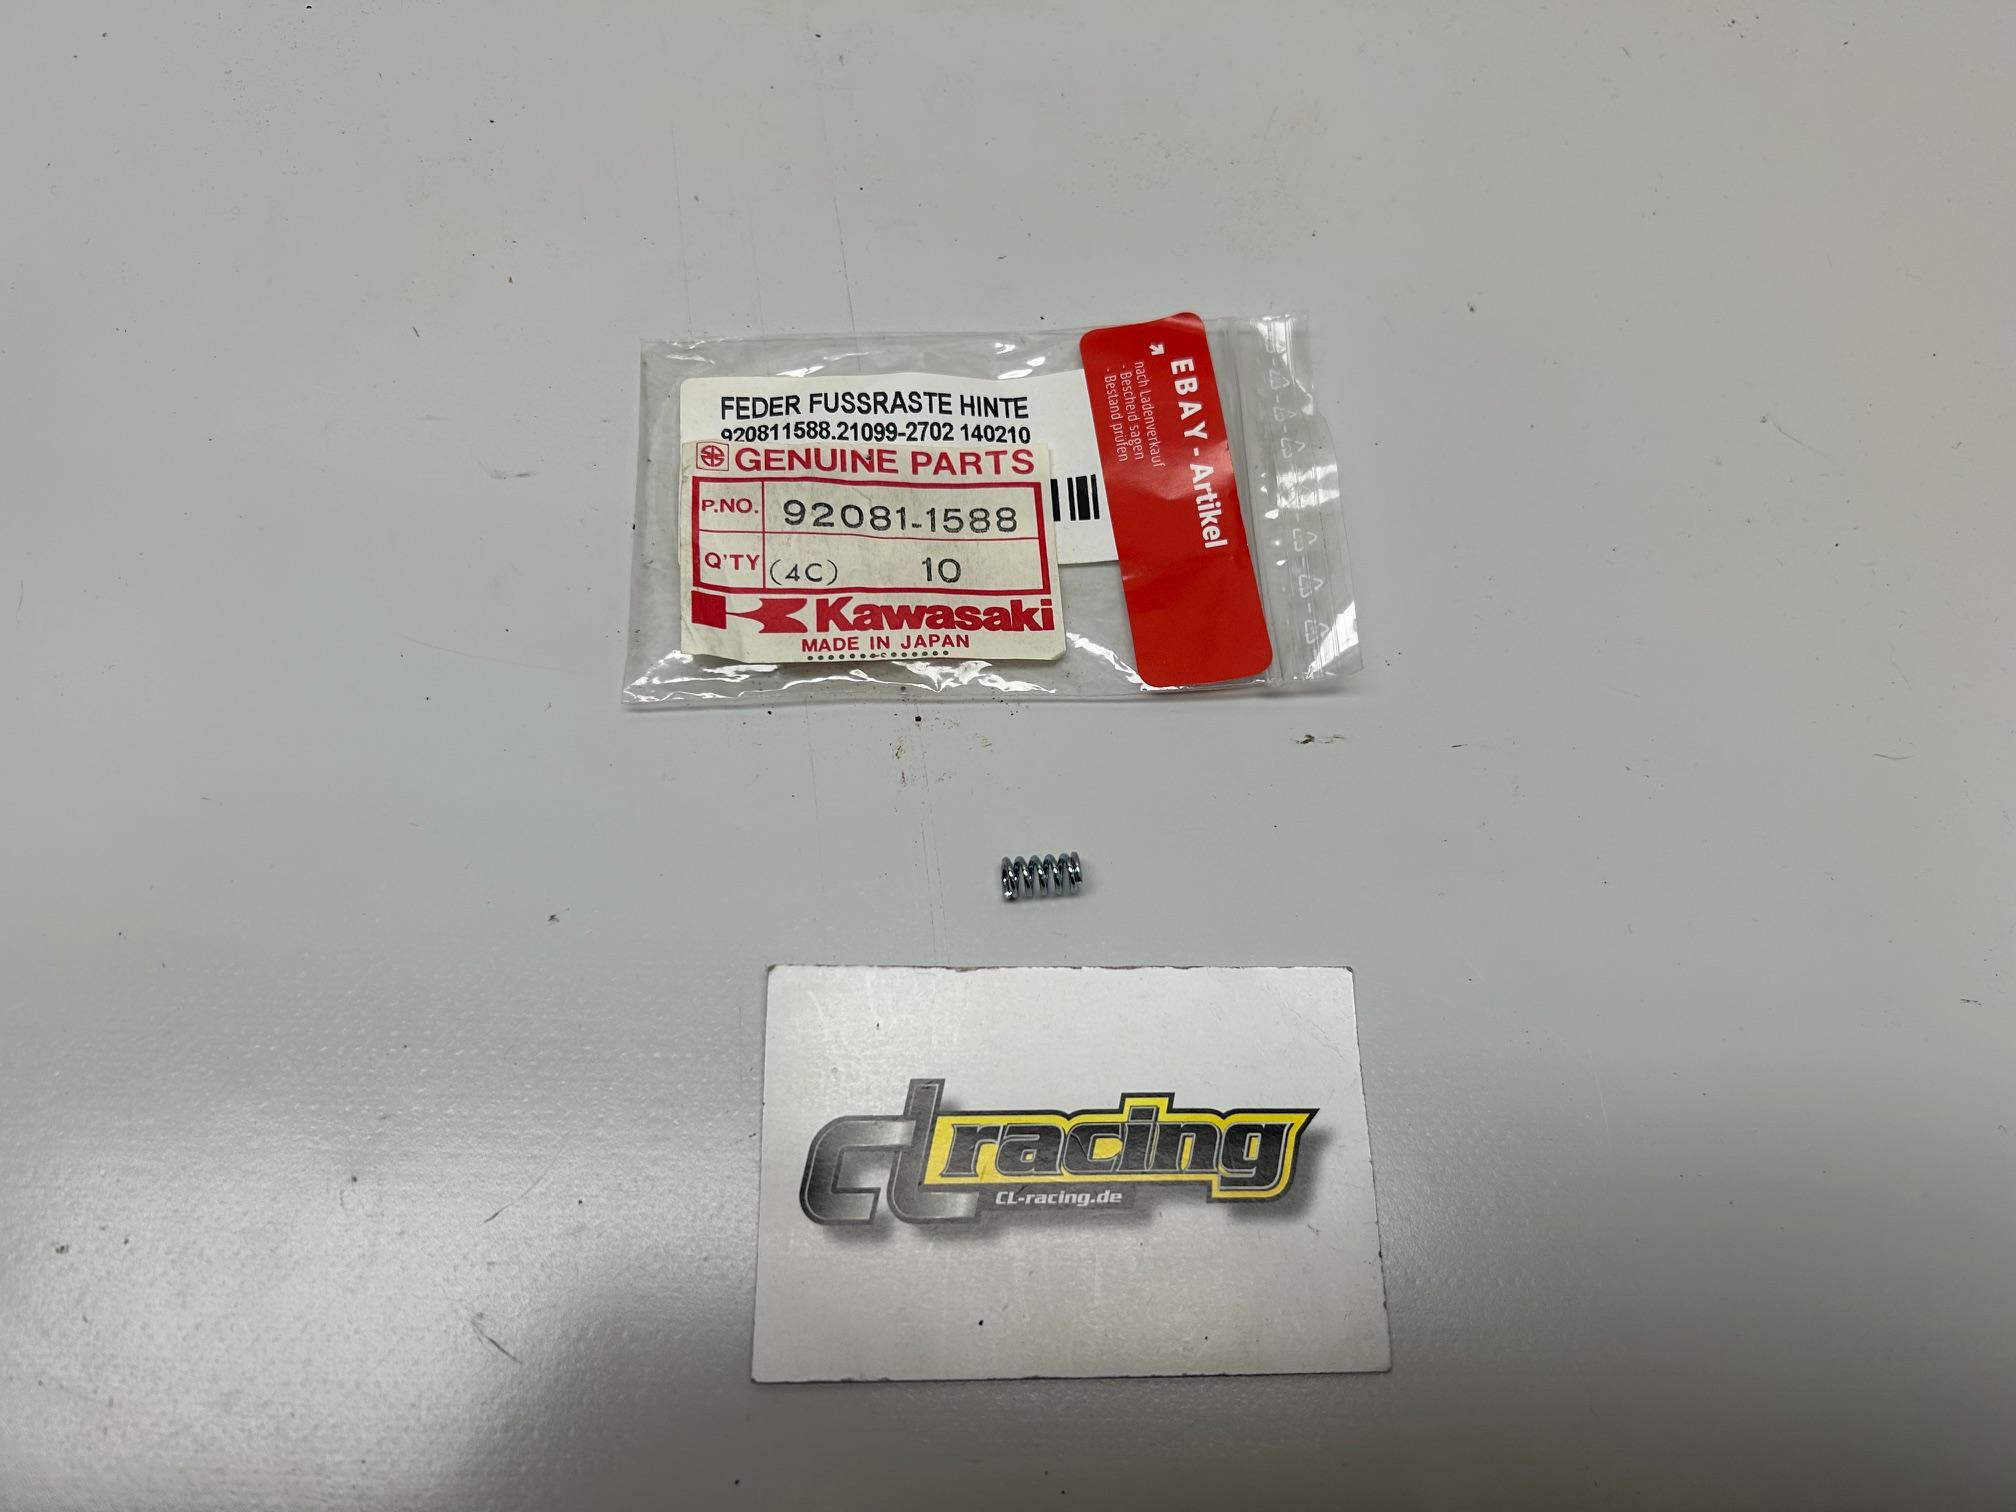 FEDER FUSSRASTE HINTE
920811588.21099-2702 140210
GENUINE PARTS
P.NO. 92081-1588
Q'TY (4C) 10
Kawasaki
MADE IN JAPAN
EBAY - Artikel
nach Ladenverkauf
- Bescheid sagen
- Bestand prüfen
cl racing
CL-racing.de